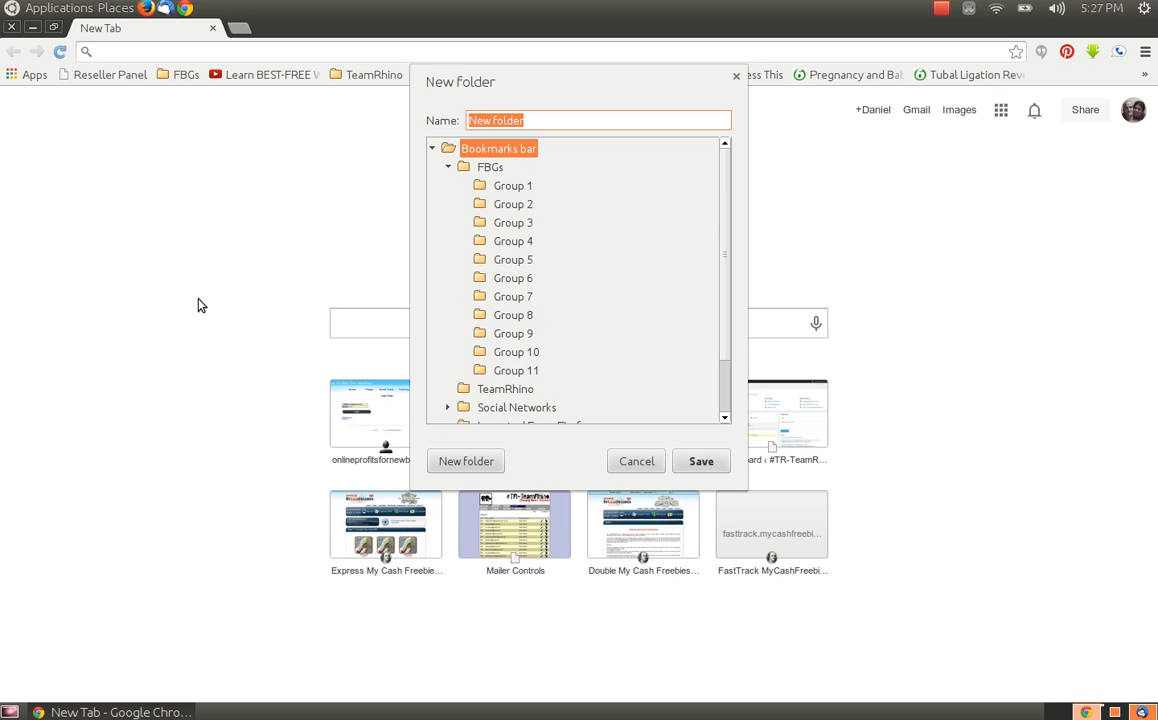 Applications Places 5:27 PM
New Tab
Apps Reseller Panel FBGs Learn BEST-FREE TeamRhino ess This Pregnancy and Bab Tubal Ligation Reve »
New folder
+Daniel Gmail Images Share
Name: New folder
Bookmarks bar
FBGs
Group 1
Group 2
Group 3
Group 4
Group 5
Group 6
Group 7
Group 8
Group 9
Group 10
Group 11
TeamRhino
Social Networks
New folder Cancel Save
onlineprofitsfornewb ard ‹ #TR-TeamR...
#TR-TeamRhino
fasttrack.mycashfreebi...
Express My Cash Freebie... Mailer Controls Double My Cash Freebies... FastTrack MyCashFreebi...
New Tab - Google Chro...